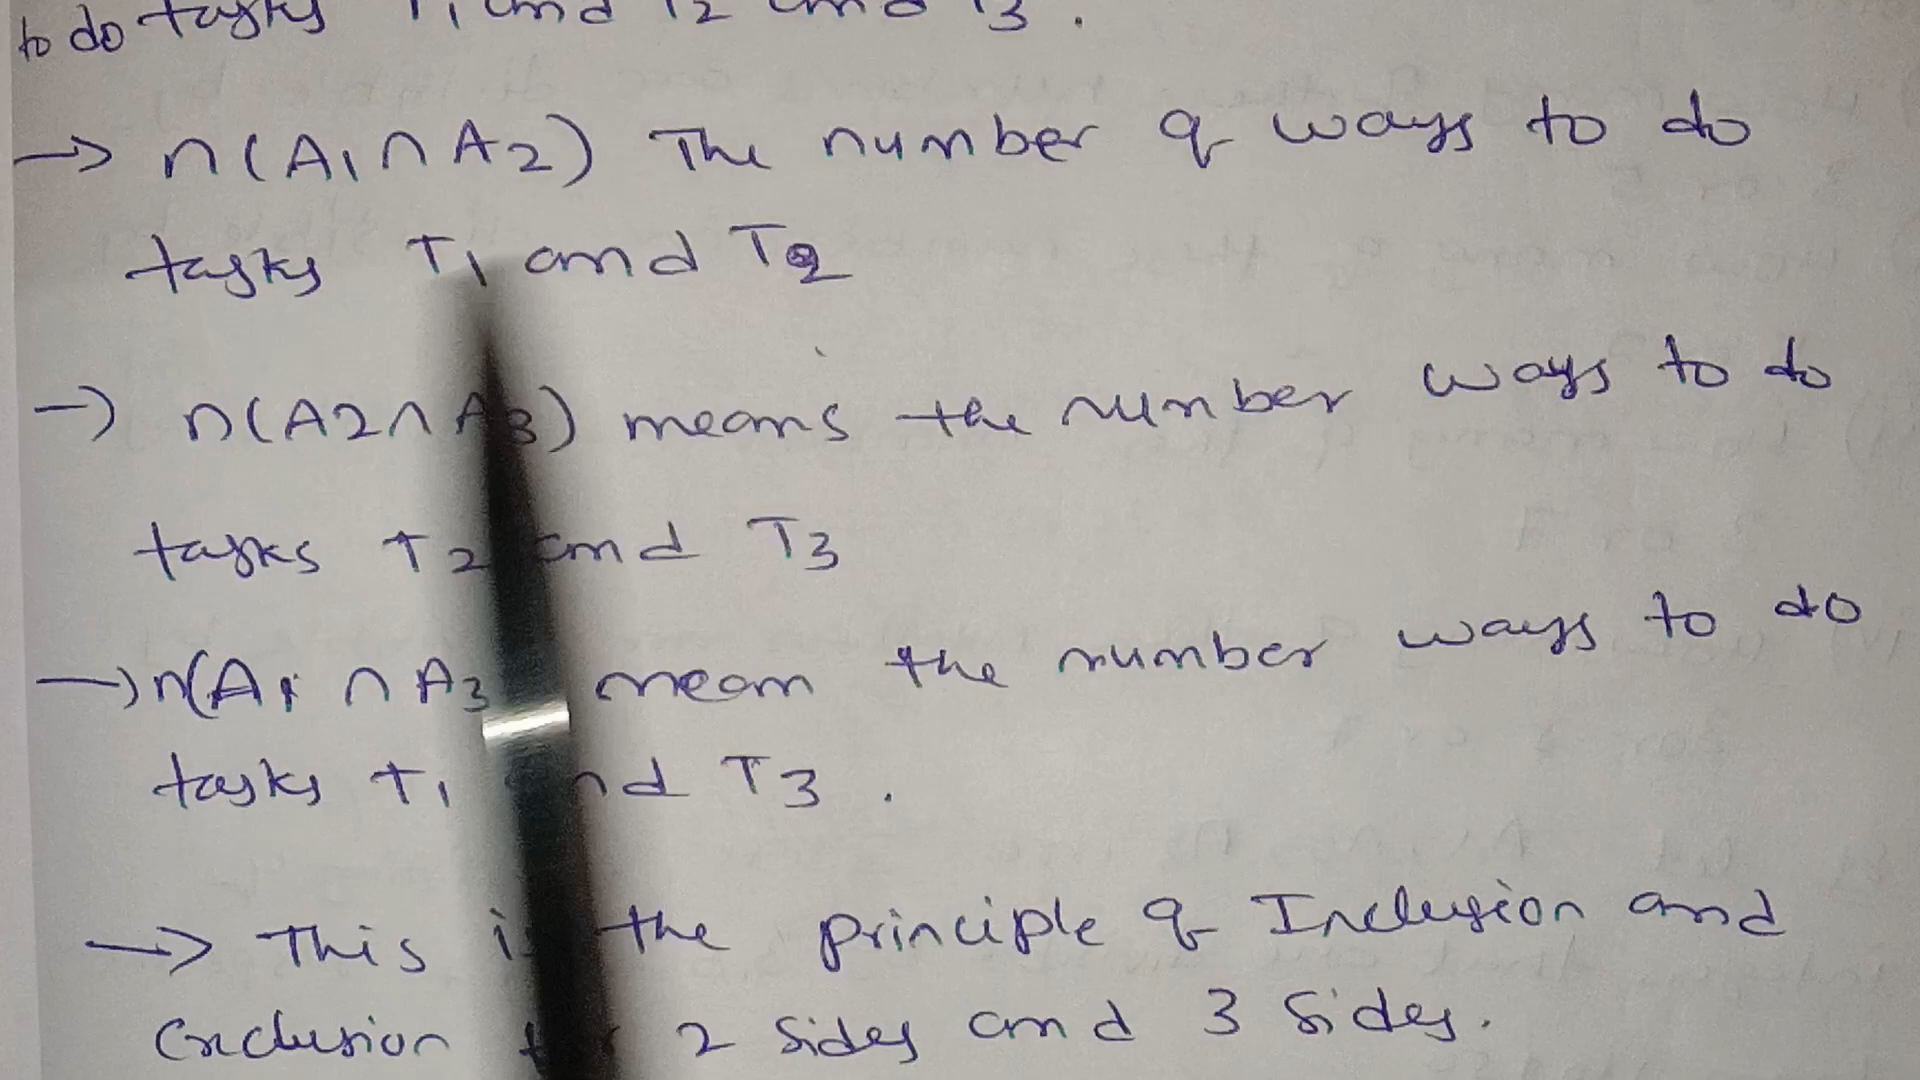 to do tasks T1 and T2 and T3.
→ n(A1∩A2) The number of ways to do
tasks T1 and T2
→ n(A2∩A3) means the number ways to do
tasks T2 and T3
→ n(A1 ∩ A3 mean the number ways to do
tasks T1 and T3.
→ This is the principle of Inclusion and
Exclusion 2 sides and 3 sides.